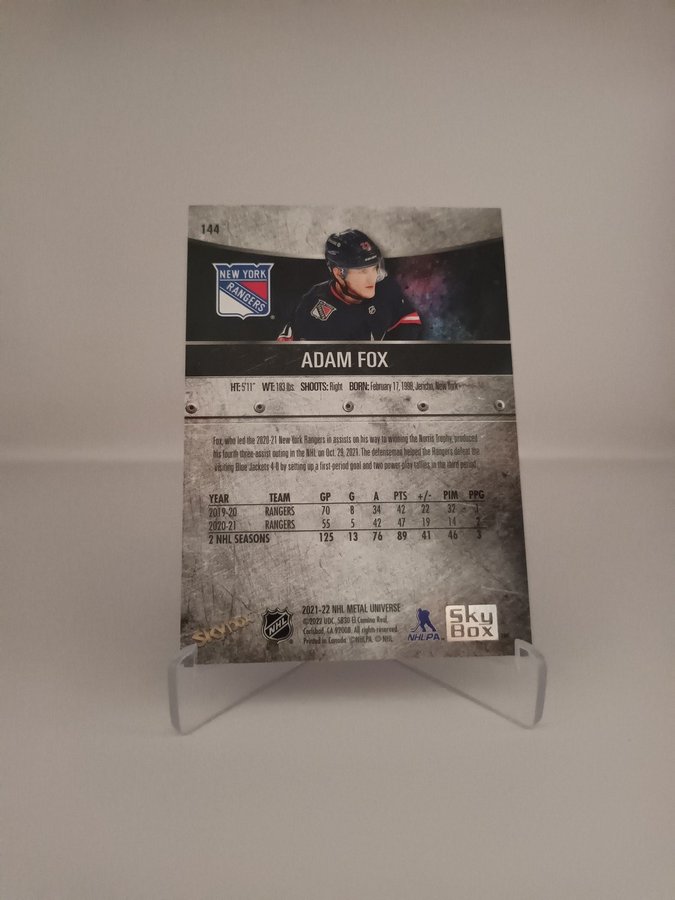 144
NEW YORK
RANGERS
ADAM FOX
HT: 5'11" WT: 183 lbs. SHOOTS: Right BORN: February 17, 1998, Jericho, New York
Fox, who led the 2020-21 New York Rangers in assists on his way to winning the Norris Trophy, produced
his fourth three-assist outing in the NHL on Oct. 29, 2021. The defenseman helped the Rangers defeat the
visiting Blue Jackets 4-0 by setting up a first-period goal and two power-play tallies in the third period.
YEAR TEAM GP G A PTS +/- PIM PPG
2019-20 RANGERS 70 8 34 42 22 32 1
2020-21 RANGERS 55 5 42 47 19 14 2
2 NHL SEASONS 125 13 76 89 41 46 3
2021-22 NHL METAL UNIVERSE
©2022 UDC, 5830 El Camino Real,
Carlsbad, CA 92008. All rights reserved.
Printed in Canada ©NHLPA. © NHL
SKYBOX
NHL
NHLPA
Sky
Box